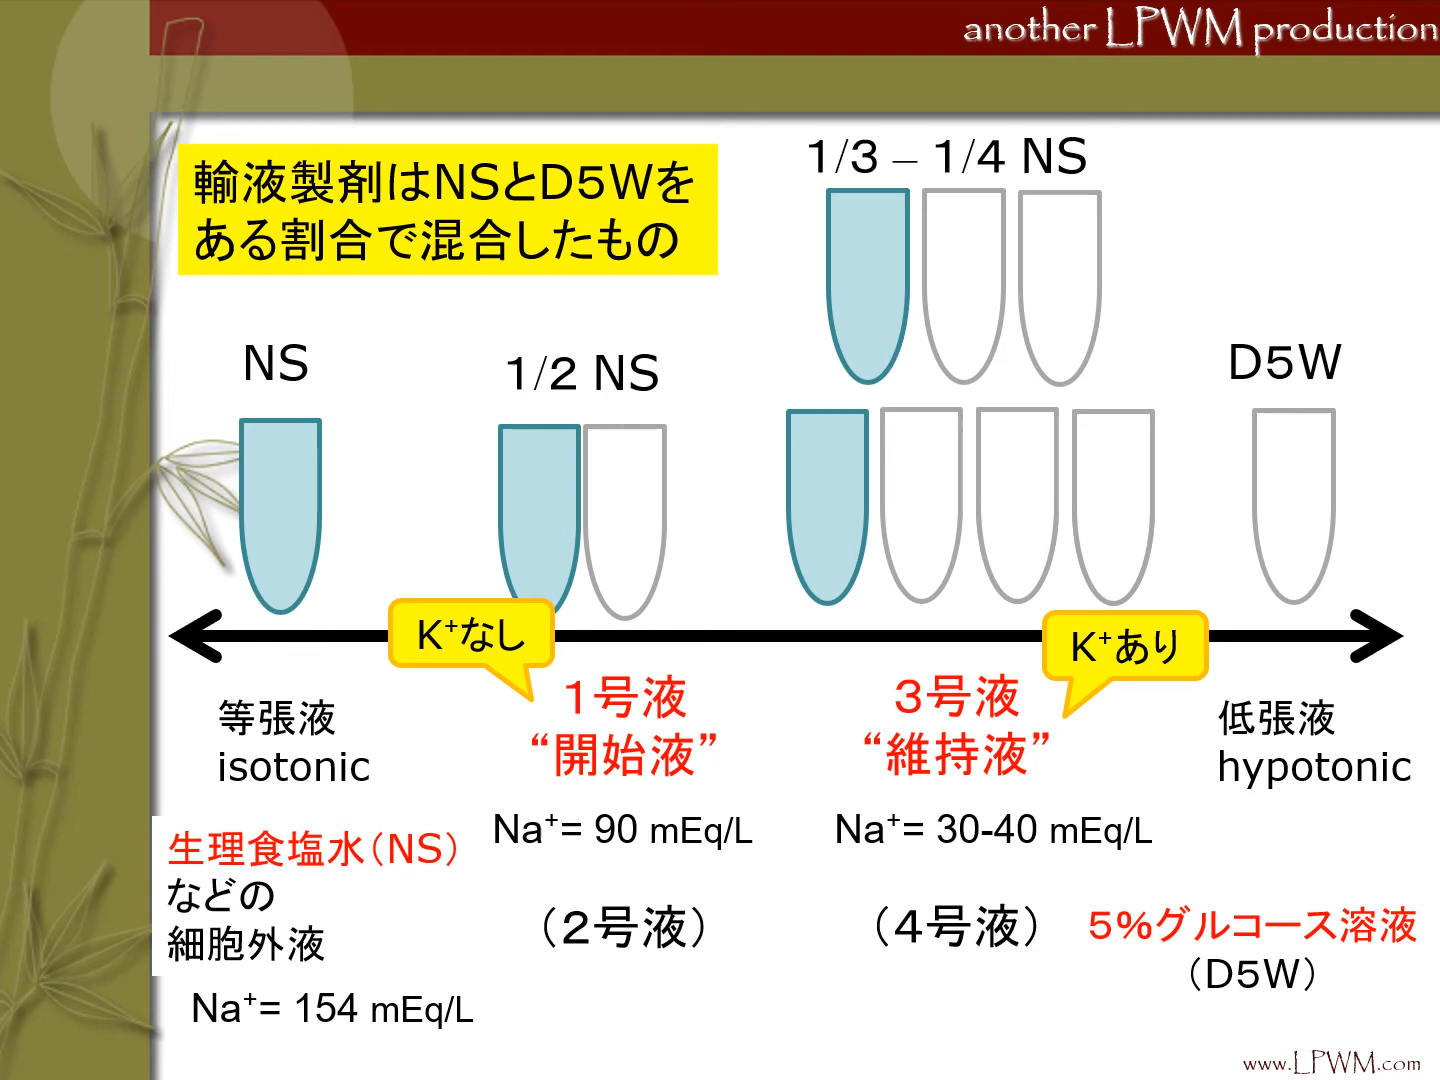 another LPWM production
輸液製剤はNSとD5Wを
ある割合で混合したもの
1/3 – 1/4 NS
NS
1/2 NS
D5W
K⁺なし
K⁺あり
等張液
isotonic
1号液
“開始液”
3号液
“維持液”
低張液
hypotonic
Na⁺= 90 mEq/L
Na⁺= 30-40 mEq/L
生理食塩水（NS）
などの
細胞外液
（2号液）
（4号液）
5%グルコース溶液
（D5W）
Na⁺= 154 mEq/L
www.LPWM.com